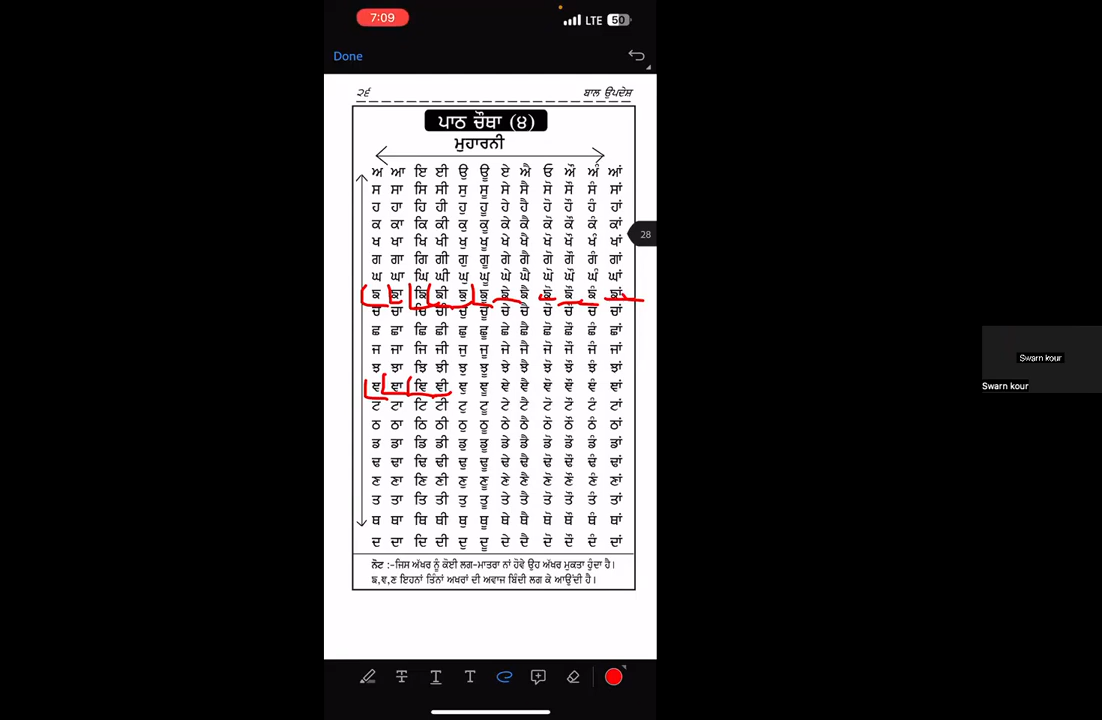 7:09
LTE 50
Done
੨੬ ਬਾਲ ਉਪਦੇਸ਼
ਪਾਠ ਚੌਥਾ (੪)
ਮੁਹਾਰਨੀ
ਅ ਆ ਇ ਈ ਉ ਊ ਏ ਐ ਓ ਔ ਅੰ ਆਂ
ਸ ਸਾ ਸਿ ਸੀ ਸੁ ਸੂ ਸੇ ਸੈ ਸੋ ਸੌ ਸੰ ਸਾਂ
ਹ ਹਾ ਹਿ ਹੀ ਹੁ ਹੂ ਹੇ ਹੈ ਹੋ ਹੌ ਹੰ ਹਾਂ
ਕ ਕਾ ਕਿ ਕੀ ਕੁ ਕੂ ਕੇ ਕੈ ਕੋ ਕੌ ਕੰ ਕਾਂ
28
ਖ ਖਾ ਖਿ ਖੀ ਖੁ ਖੂ ਖੇ ਖੈ ਖੋ ਖੌ ਖੰ ਖਾਂ
ਗ ਗਾ ਗਿ ਗੀ ਗੁ ਗੂ ਗੇ ਗੈ ਗੋ ਗੌ ਗੰ ਗਾਂ
ਘ ਘਾ ਘਿ ਘੀ ਘੁ ਘੂ ਘੇ ਘੈ ਘੋ ਘੌ ਘੰ ਘਾਂ
ਙ ਙਾ ਙਿ ਙੀ ਙੁ ਙੂ ਙੇ ਙੈ ਙੋ ਙੌ ਙੰ ਙਾਂ
ਚ ਚਾ ਚਿ ਚੀ ਚੁ ਚੂ ਚੇ ਚੈ ਚੋ ਚੌ ਚੰ ਚਾਂ
ਛ ਛਾ ਛਿ ਛੀ ਛੁ ਛੂ ਛੇ ਛੈ ਛੋ ਛੌ ਛੰ ਛਾਂ
ਜ ਜਾ ਜਿ ਜੀ ਜੁ ਜੂ ਜੇ ਜੈ ਜੋ ਜੌ ਜੰ ਜਾਂ
ਝ ਝਾ ਝਿ ਝੀ ਝੁ ਝੂ ਝੇ ਝੈ ਝੋ ਝੌ ਝੰ ਝਾਂ
ਞ ਞਾ ਞਿ ਞੀ ਞੁ ਞੂ ਞੇ ਞੈ ਞੋ ਞੌ ਞੰ ਞਾਂ
ਟ ਟਾ ਟਿ ਟੀ ਟੁ ਟੂ ਟੇ ਟੈ ਟੋ ਟੌ ਟੰ ਟਾਂ
ਠ ਠਾ ਠਿ ਠੀ ਠੁ ਠੂ ਠੇ ਠੈ ਠੋ ਠੌ ਠੰ ਠਾਂ
ਡ ਡਾ ਡਿ ਡੀ ਡੁ ਡੂ ਡੇ ਡੈ ਡੋ ਡੌ ਡੰ ਡਾਂ
ਢ ਢਾ ਢਿ ਢੀ ਢੁ ਢੂ ਢੇ ਢੈ ਢੋ ਢੌ ਢੰ ਢਾਂ
ਣ ਣਾ ਣਿ ਣੀ ਣੁ ਣੂ ਣੇ ਣੈ ਣੋ ਣੌ ਣੰ ਣਾਂ
ਤ ਤਾ ਤਿ ਤੀ ਤੁ ਤੂ ਤੇ ਤੈ ਤੋ ਤੌ ਤੰ ਤਾਂ
ਥ ਥਾ ਥਿ ਥੀ ਥੁ ਥੂ ਥੇ ਥੈ ਥੋ ਥੌ ਥੰ ਥਾਂ
ਦ ਦਾ ਦਿ ਦੀ ਦੁ ਦੂ ਦੇ ਦੈ ਦੋ ਦੌ ਦੰ ਦਾਂ
ਨੋਟ :-ਜਿਸ ਅੱਖਰ ਨੂੰ ਕੋਈ ਲਗ-ਮਾਤਰਾ ਨਾਂ ਹੋਵੇ ਉਹ ਅੱਖਰ ਮੁਕਤਾ ਹੁੰਦਾ ਹੈ।
ਙ,ਞ,ਣ ਇਹਨਾਂ ਤਿੰਨਾਂ ਅਖਰਾਂ ਦੀ ਅਵਾਜ ਬਿੰਦੀ ਲਗ ਕੇ ਆਉਂਦੀ ਹੈ।
Swarn kour
Swarn kour